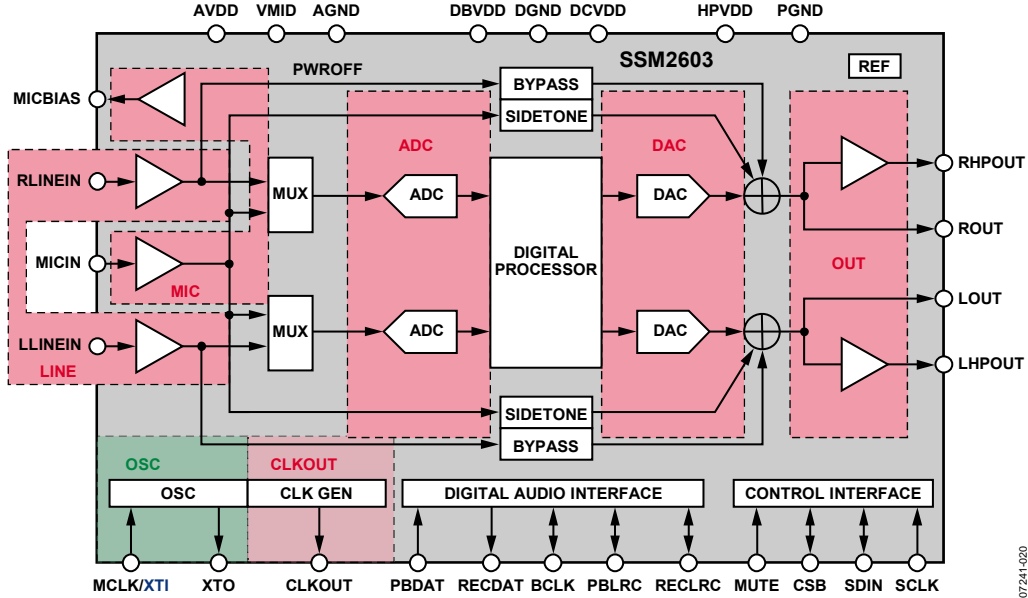 AVDD VMID AGND DBVDD DGND DCVDD HPVDD PGND
SSM2603
REF
PWROFF
BYPASS
SIDETONE
MICBIAS
ADC
DAC
RLINEIN
MUX
ADC
DAC
RHPOUT
ROUT
MICIN
MIC
DIGITAL
PROCESSOR
OUT
LOUT
LLINEIN
LINE
MUX
ADC
DAC
LHPOUT
SIDETONE
BYPASS
OSC
CLKOUT
OSC
CLK GEN
DIGITAL AUDIO INTERFACE
CONTROL INTERFACE
MCLK/XTI XTO CLKOUT PBDAT RECDAT BCLK PBLRC RECLRC MUTE CSB SDIN SCLK
07241-020